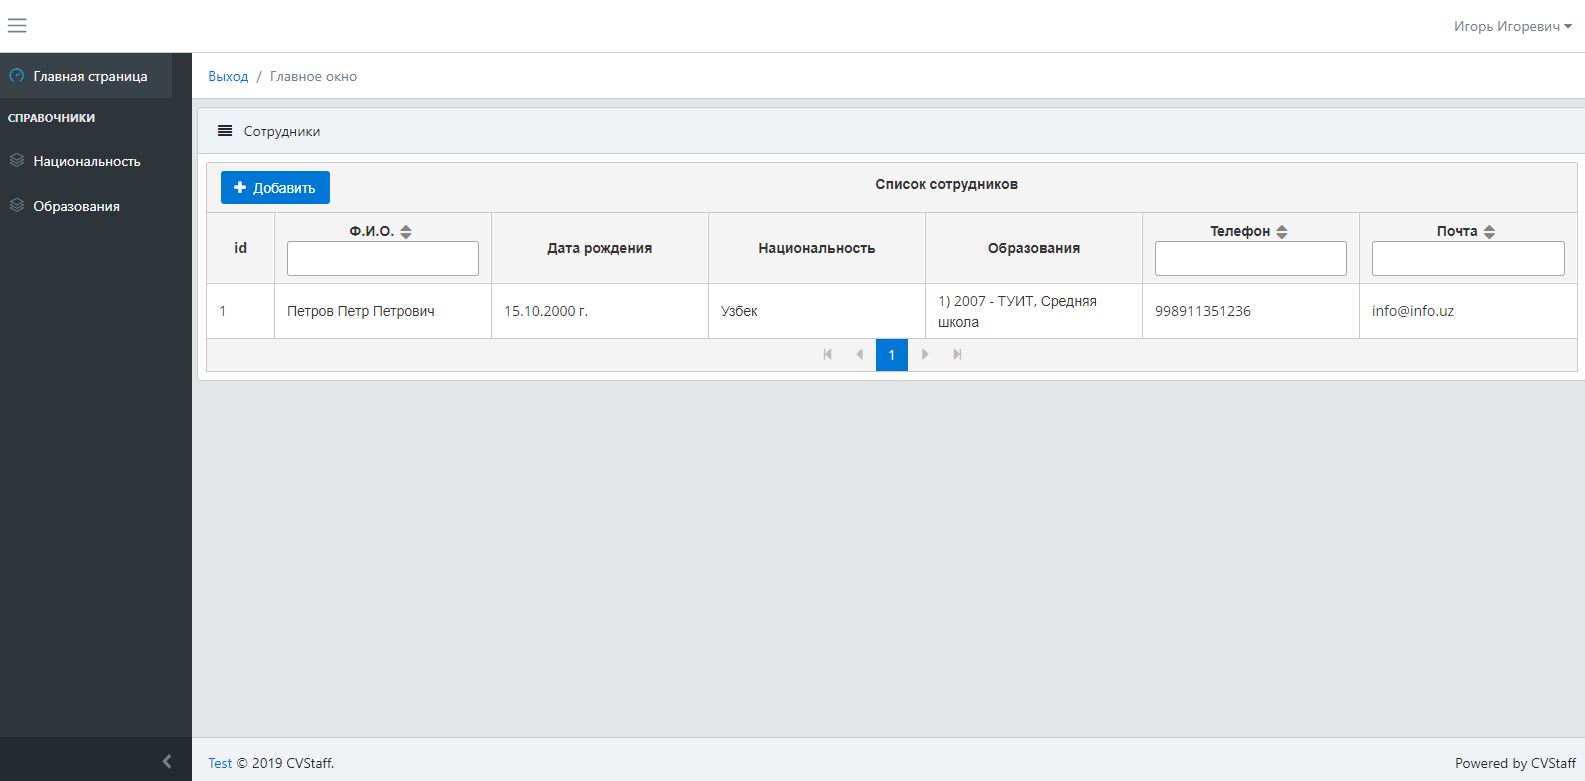 Игорь Игоревич
Главная страница
Выход / Главное окно
СПРАВОЧНИКИ
Национальность
Образования
Сотрудники
Добавить
Список сотрудников
id
Ф.И.О.
Дата рождения
Национальность
Образования
Телефон
Почта
1
Петров Петр Петрович
15.10.2000 г.
Узбек
1) 2007 - ТУИТ, Средняя
школа
998911351236
info@info.uz
1
Test © 2019 CVStaff.
Powered by CVStaff